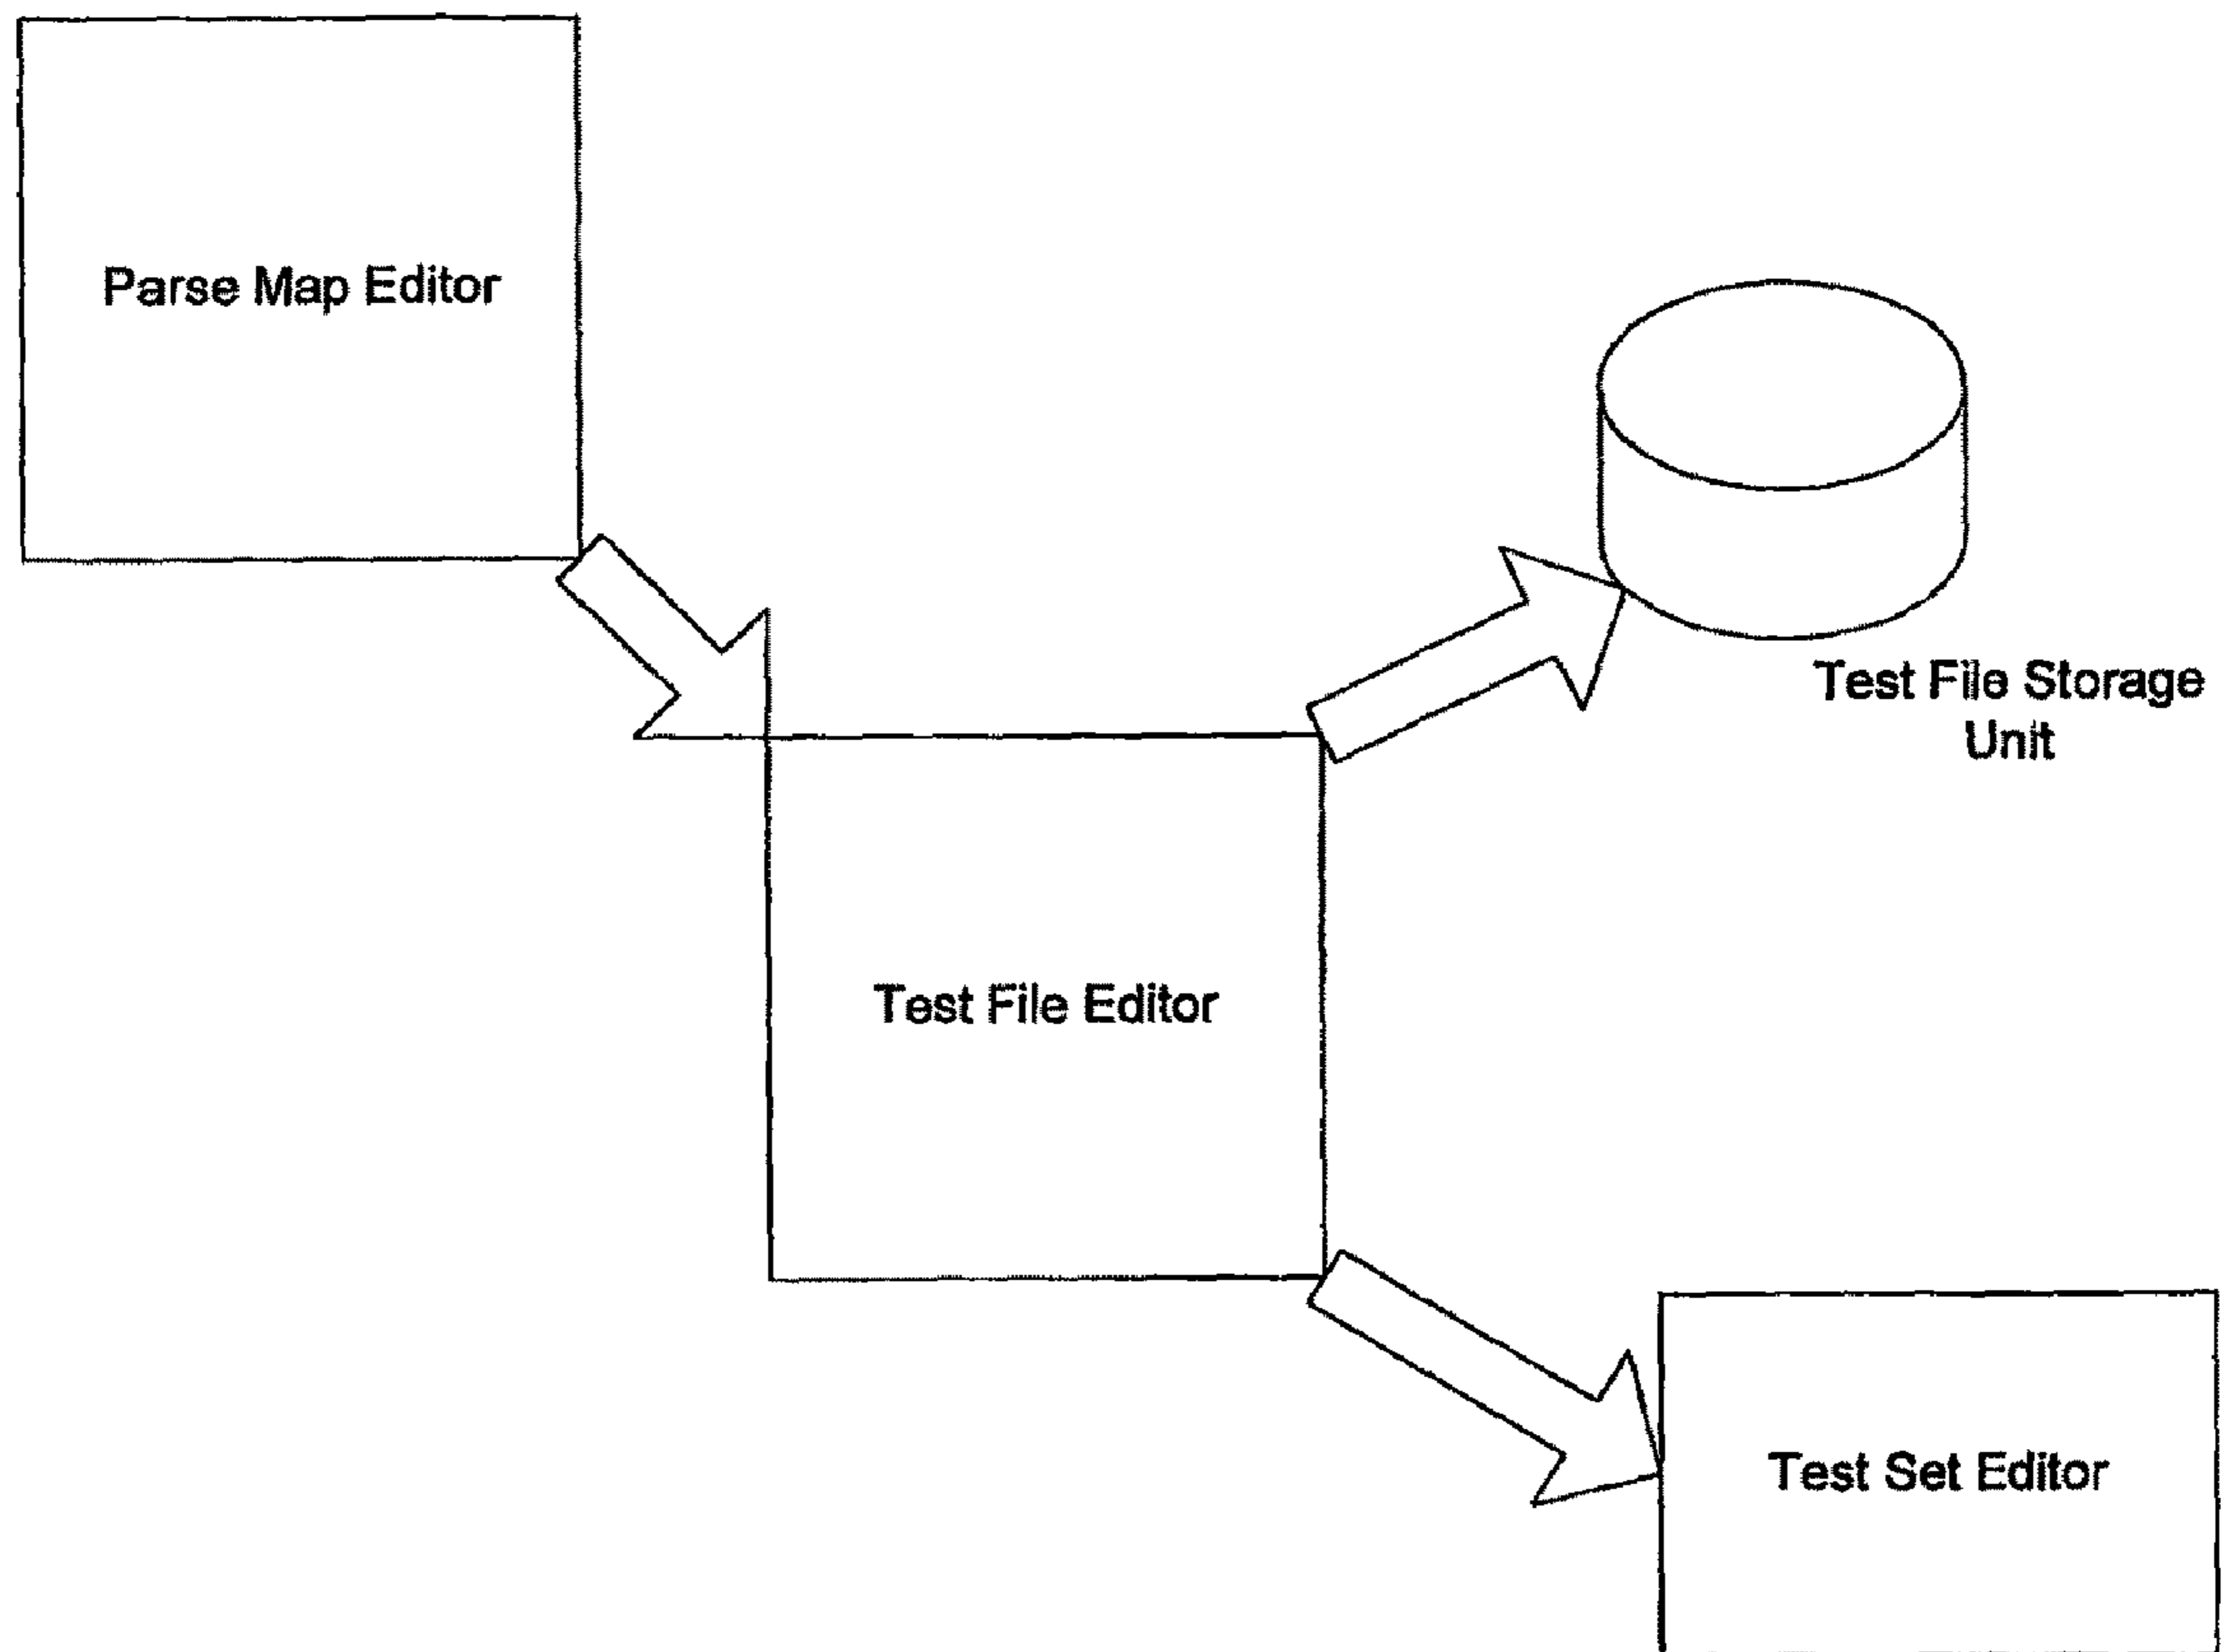 Parse Map Editor
Test File Storage
Unit
Test File Editor
Test Set Editor